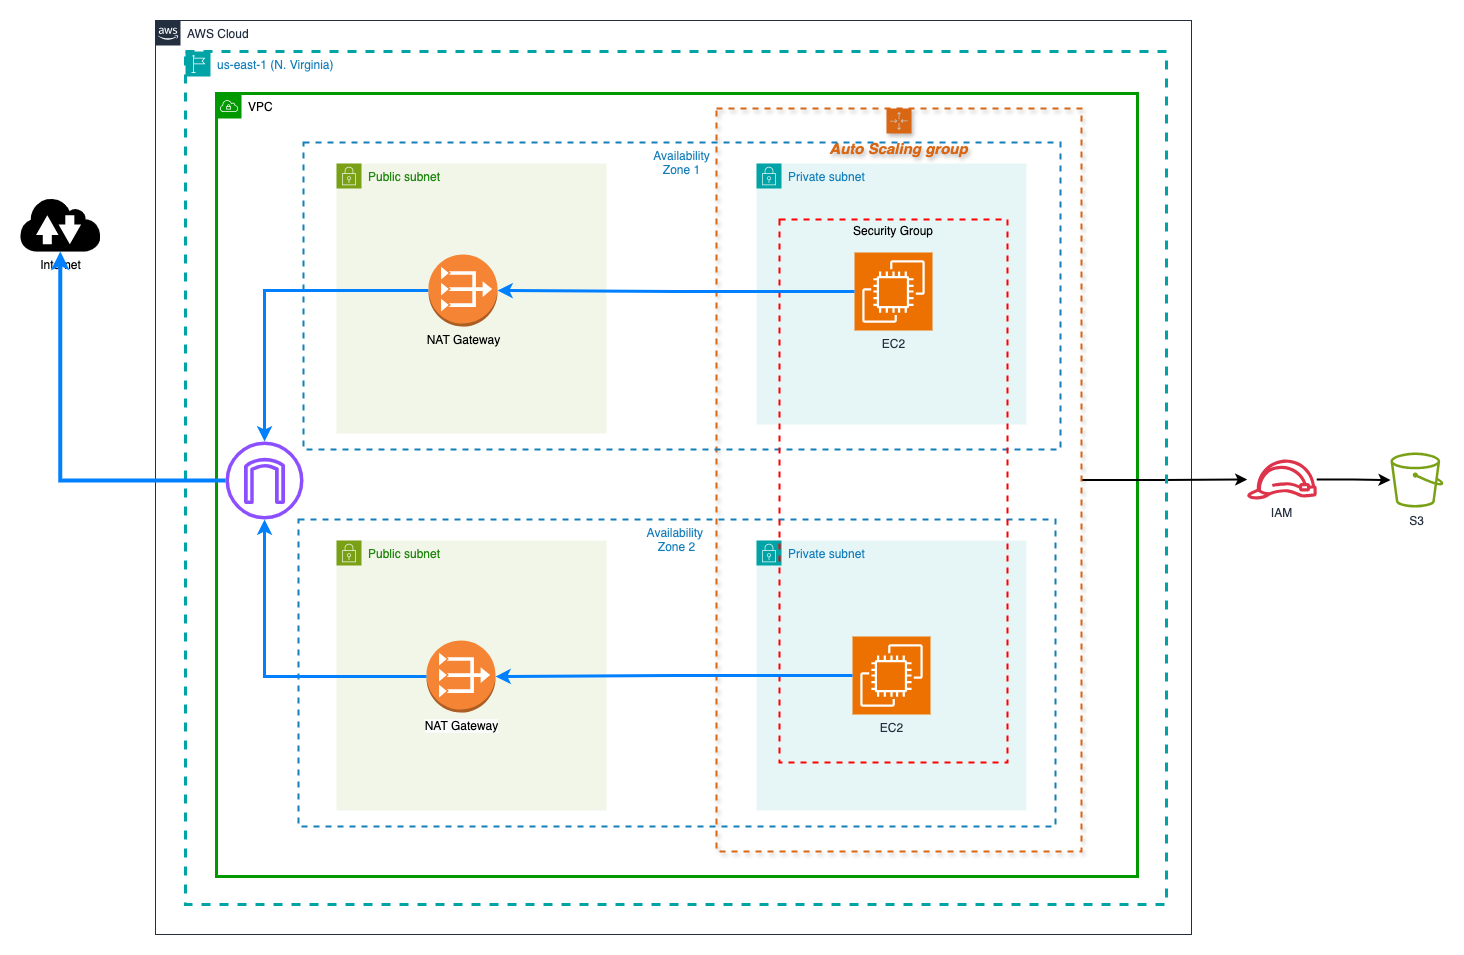 aws
AWS Cloud
us-east-1 (N. Virginia)
VPC
Auto Scaling group
Availability
Zone 1
Public subnet
Private subnet
Security Group
Internet
NAT Gateway
EC2
Availability
Zone 2
Public subnet
Private subnet
IAM
S3
NAT Gateway
EC2